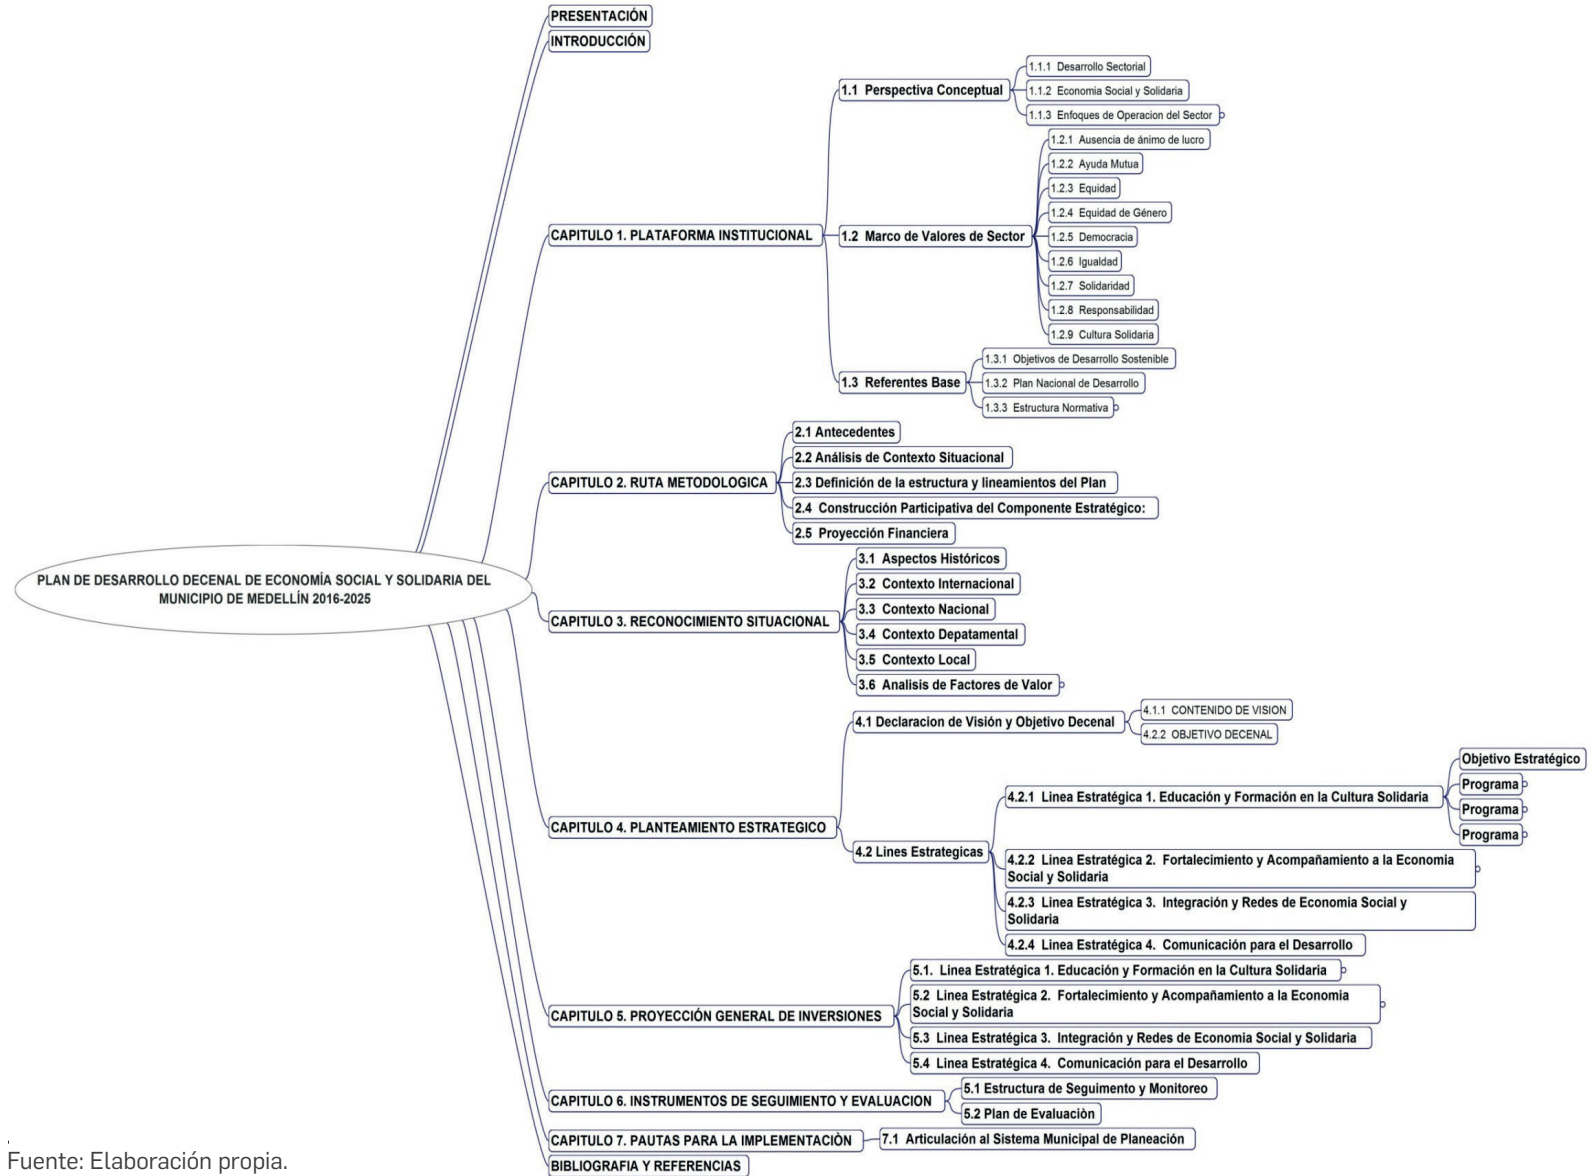 PRESENTACIÓN
INTRODUCCIÓN
PLAN DE DESARROLLO DECENAL DE ECONOMÍA SOCIAL Y SOLIDARIA DEL
MUNICIPIO DE MEDELLÍN 2016-2025
CAPITULO 1. PLATAFORMA INSTITUCIONAL
1.1 Perspectiva Conceptual
1.1.1 Desarrollo Sectorial
1.1.2 Economia Social y Solidaria
1.1.3 Enfoques de Operacion del Sector
1.2 Marco de Valores de Sector
1.2.1 Ausencia de ánimo de lucro
1.2.2 Ayuda Mutua
1.2.3 Equidad
1.2.4 Equidad de Género
1.2.5 Democracia
1.2.6 Igualdad
1.2.7 Solidaridad
1.2.8 Responsabilidad
1.2.9 Cultura Solidaria
1.3 Referentes Base
1.3.1 Objetivos de Desarrollo Sostenible
1.3.2 Plan Nacional de Desarrollo
1.3.3 Estructura Normativa
CAPITULO 2. RUTA METODOLOGICA
2.1 Antecedentes
2.2 Análisis de Contexto Situacional
2.3 Definición de la estructura y lineamientos del Plan
2.4 Construcción Participativa del Componente Estratégico:
2.5 Proyección Financiera
CAPITULO 3. RECONOCIMIENTO SITUACIONAL
3.1 Aspectos Históricos
3.2 Contexto Internacional
3.3 Contexto Nacional
3.4 Contexto Depatamental
3.5 Contexto Local
3.6 Analisis de Factores de Valor
CAPITULO 4. PLANTEAMIENTO ESTRATEGICO
4.1 Declaracion de Visión y Objetivo Decenal
4.1.1 CONTENIDO DE VISION
4.2.2 OBJETIVO DECENAL
4.2 Lines Estrategicas
4.2.1 Linea Estratégica 1. Educación y Formación en la Cultura Solidaria
Objetivo Estratégico
Programa
Programa
Programa
4.2.2 Linea Estratégica 2. Fortalecimiento y Acompañamiento a la Economia
Social y Solidaria
4.2.3 Linea Estratégica 3. Integración y Redes de Economia Social y
Solidaria
4.2.4 Linea Estratégica 4. Comunicación para el Desarrollo
CAPITULO 5. PROYECCIÓN GENERAL DE INVERSIONES
5.1. Linea Estratégica 1. Educación y Formación en la Cultura Solidaria
5.2 Linea Estratégica 2. Fortalecimiento y Acompañamiento a la Economia
Social y Solidaria
5.3 Linea Estratégica 3. Integración y Redes de Economia Social y Solidaria
5.4 Linea Estratégica 4. Comunicación para el Desarrollo
CAPITULO 6. INSTRUMENTOS DE SEGUIMIENTO Y EVALUACION
5.1 Estructura de Seguimento y Monitoreo
5.2 Plan de Evaluaciòn
CAPITULO 7. PAUTAS PARA LA IMPLEMENTACIÒN
7.1 Articulación al Sistema Municipal de Planeación
BIBLIOGRAFIA Y REFERENCIAS
Fuente: Elaboración propia.